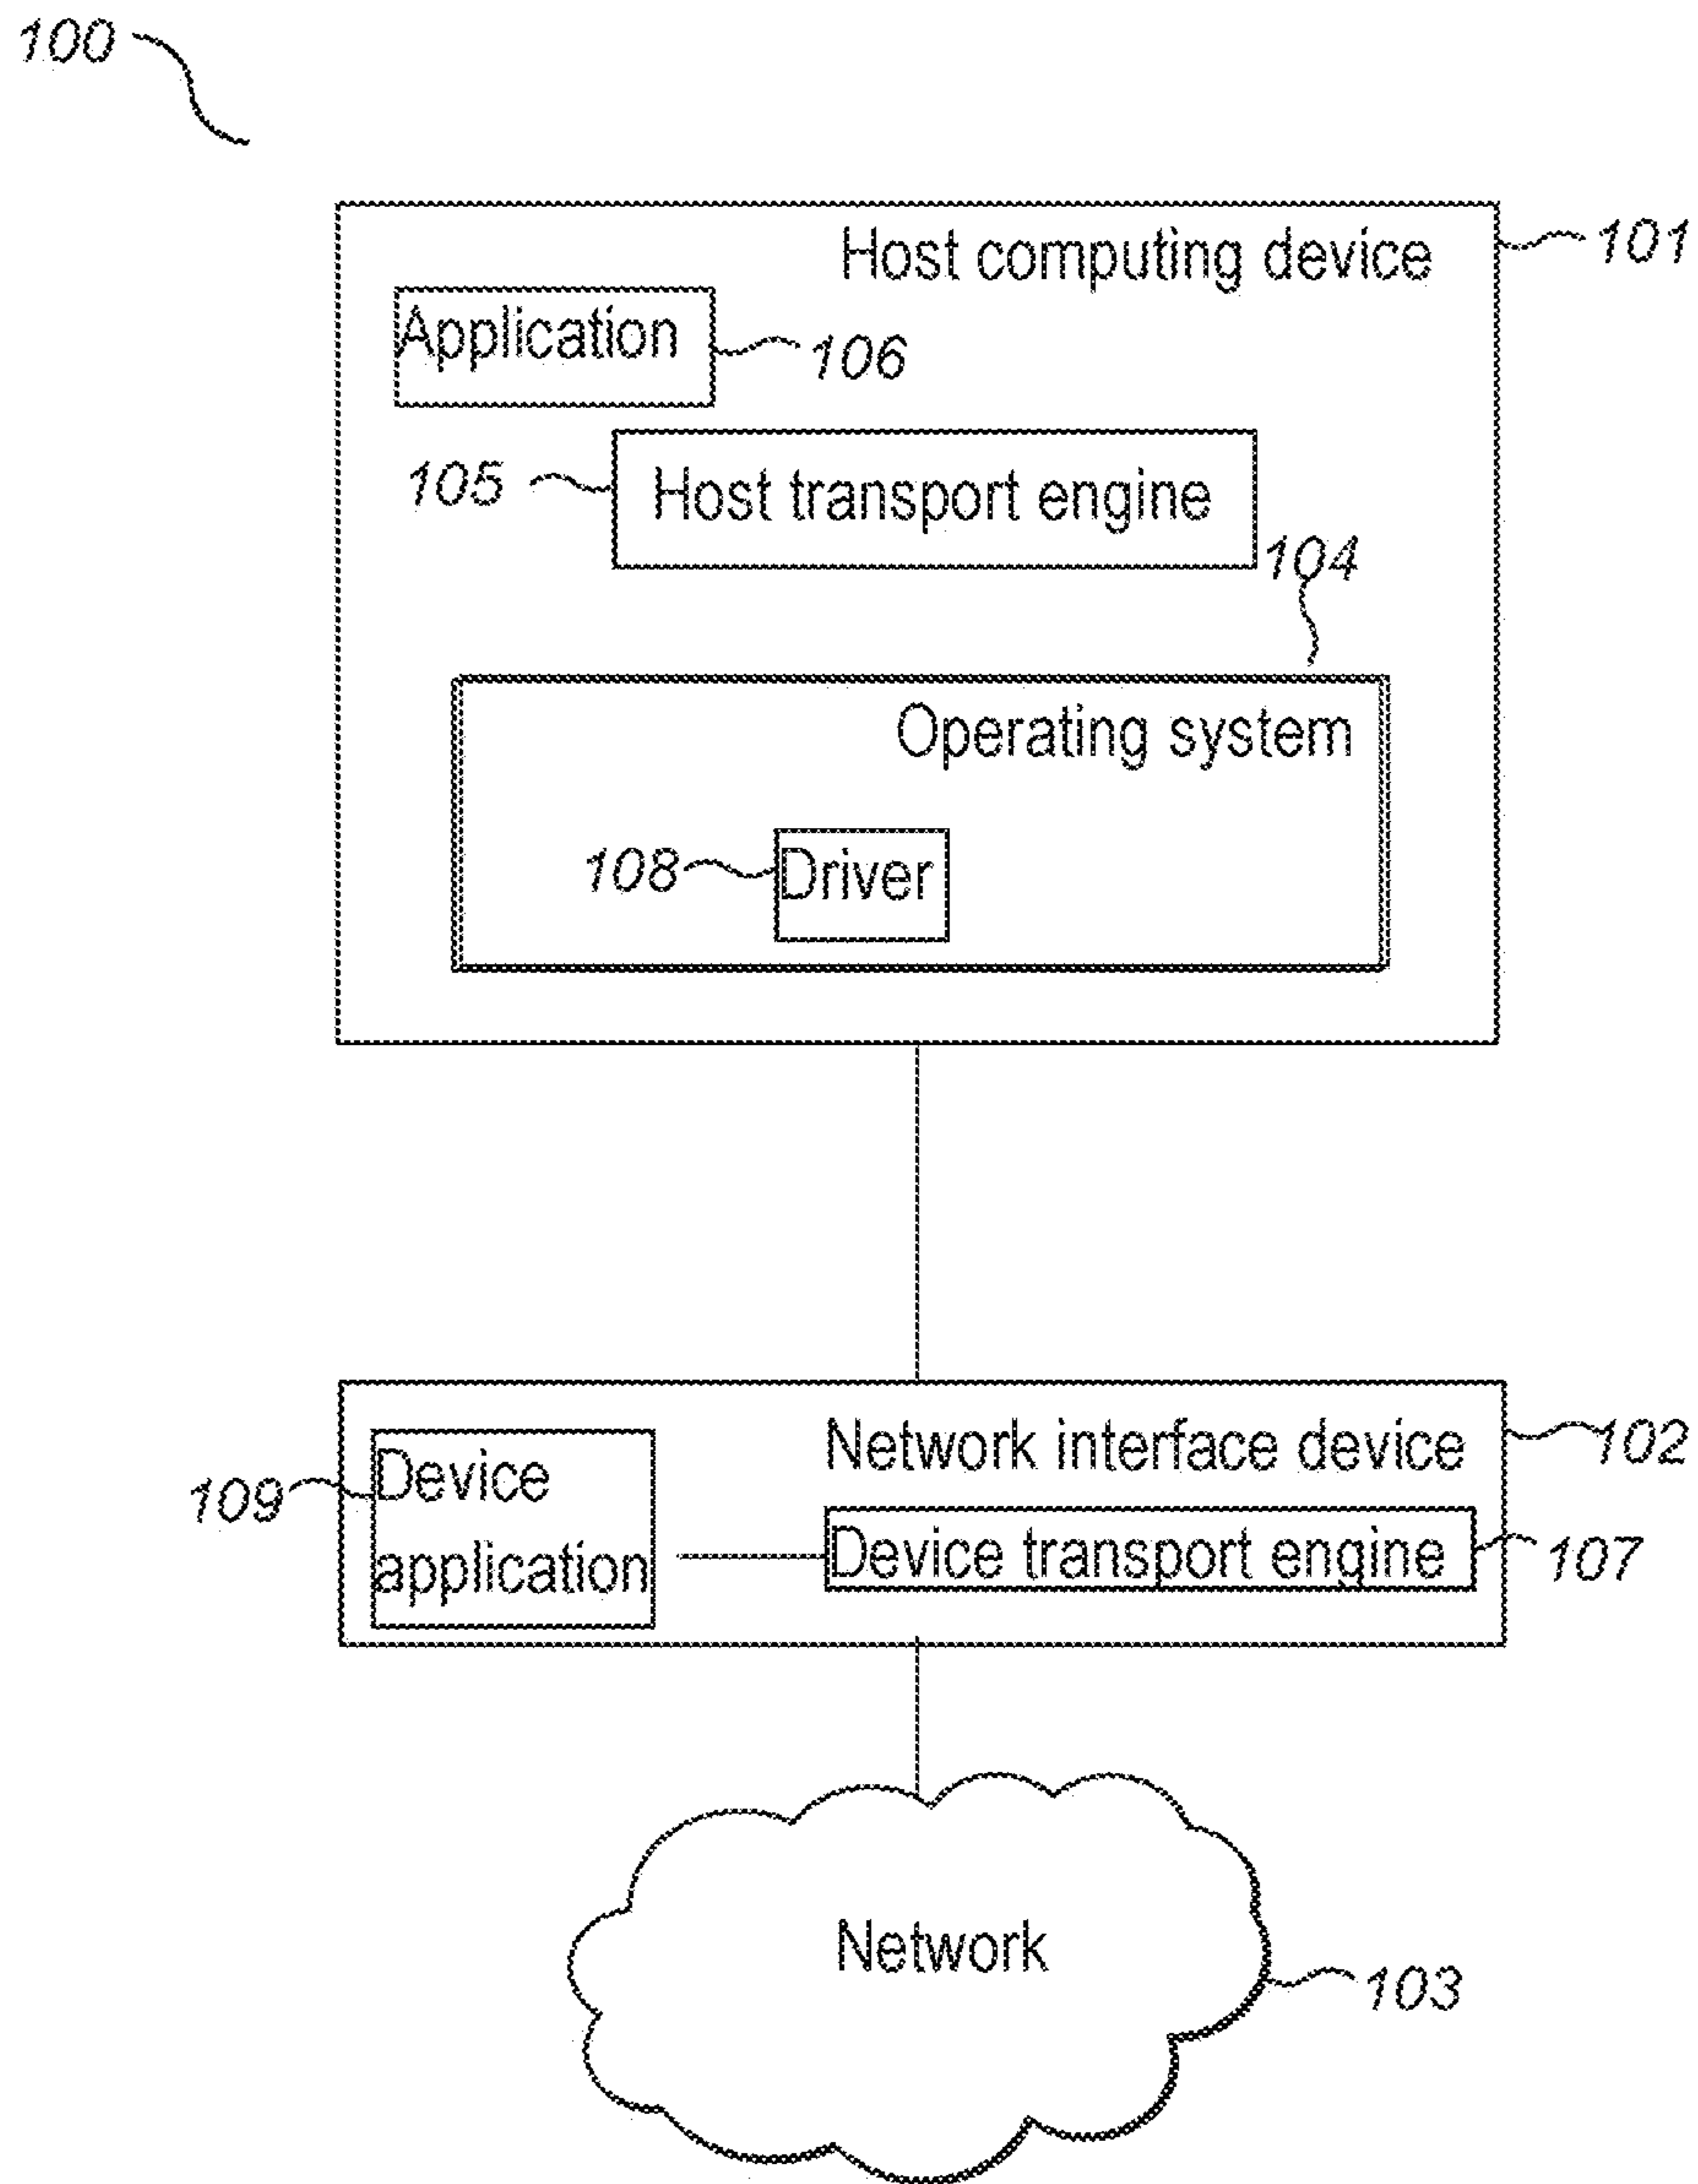 100
Host computing device
101
Application
106
105
Host transport engine
104
Operating system
108
Driver
Network interface device
102
109
Device
application
Device transport engine
107
Network
103